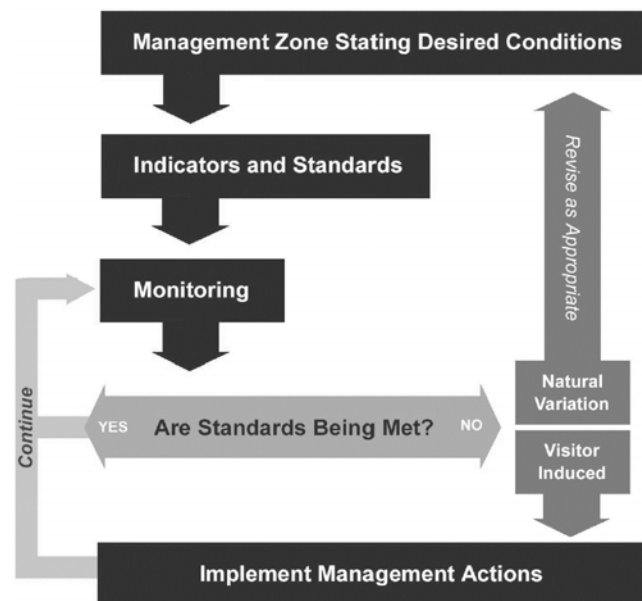 Management Zone Stating Desired Conditions
Indicators and Standards
Revise as Appropriate
Monitoring
Continue
YES
Are Standards Being Met?
NO
Natural
Variation
Visitor
Induced
Implement Management Actions